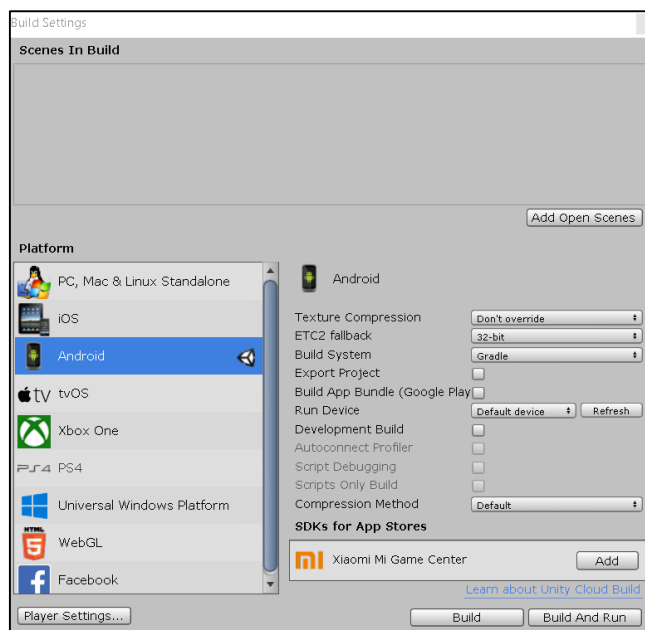 Build Settings
Scenes In Build
Add Open Scenes
Platform
PC, Mac & Linux Standalone
iOS
Android
tv tvOS
Xbox One
PS4 PS4
Universal Windows Platform
HTML
5 WebGL
f Facebook
Android
Texture Compression Don't override
ETC2 fallback 32-bit
Build System Gradle
Export Project
Build App Bundle (Google Play
Run Device Default device Refresh
Development Build
Autoconnect Profiler
Script Debugging
Scripts Only Build
Compression Method Default
SDKs for App Stores
mi Xiaomi Mi Game Center Add
Learn about Unity Cloud Build
Player Settings... Build Build And Run